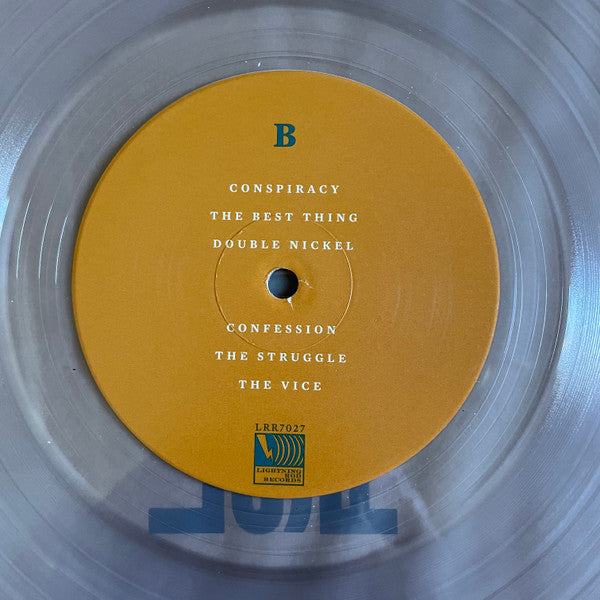 B
CONSPIRACY
THE BEST THING
DOUBLE NICKEL
CONFESSION
THE STRUGGLE
THE VICE
LRR7027
LIGHTNING
ROD
RECORDS